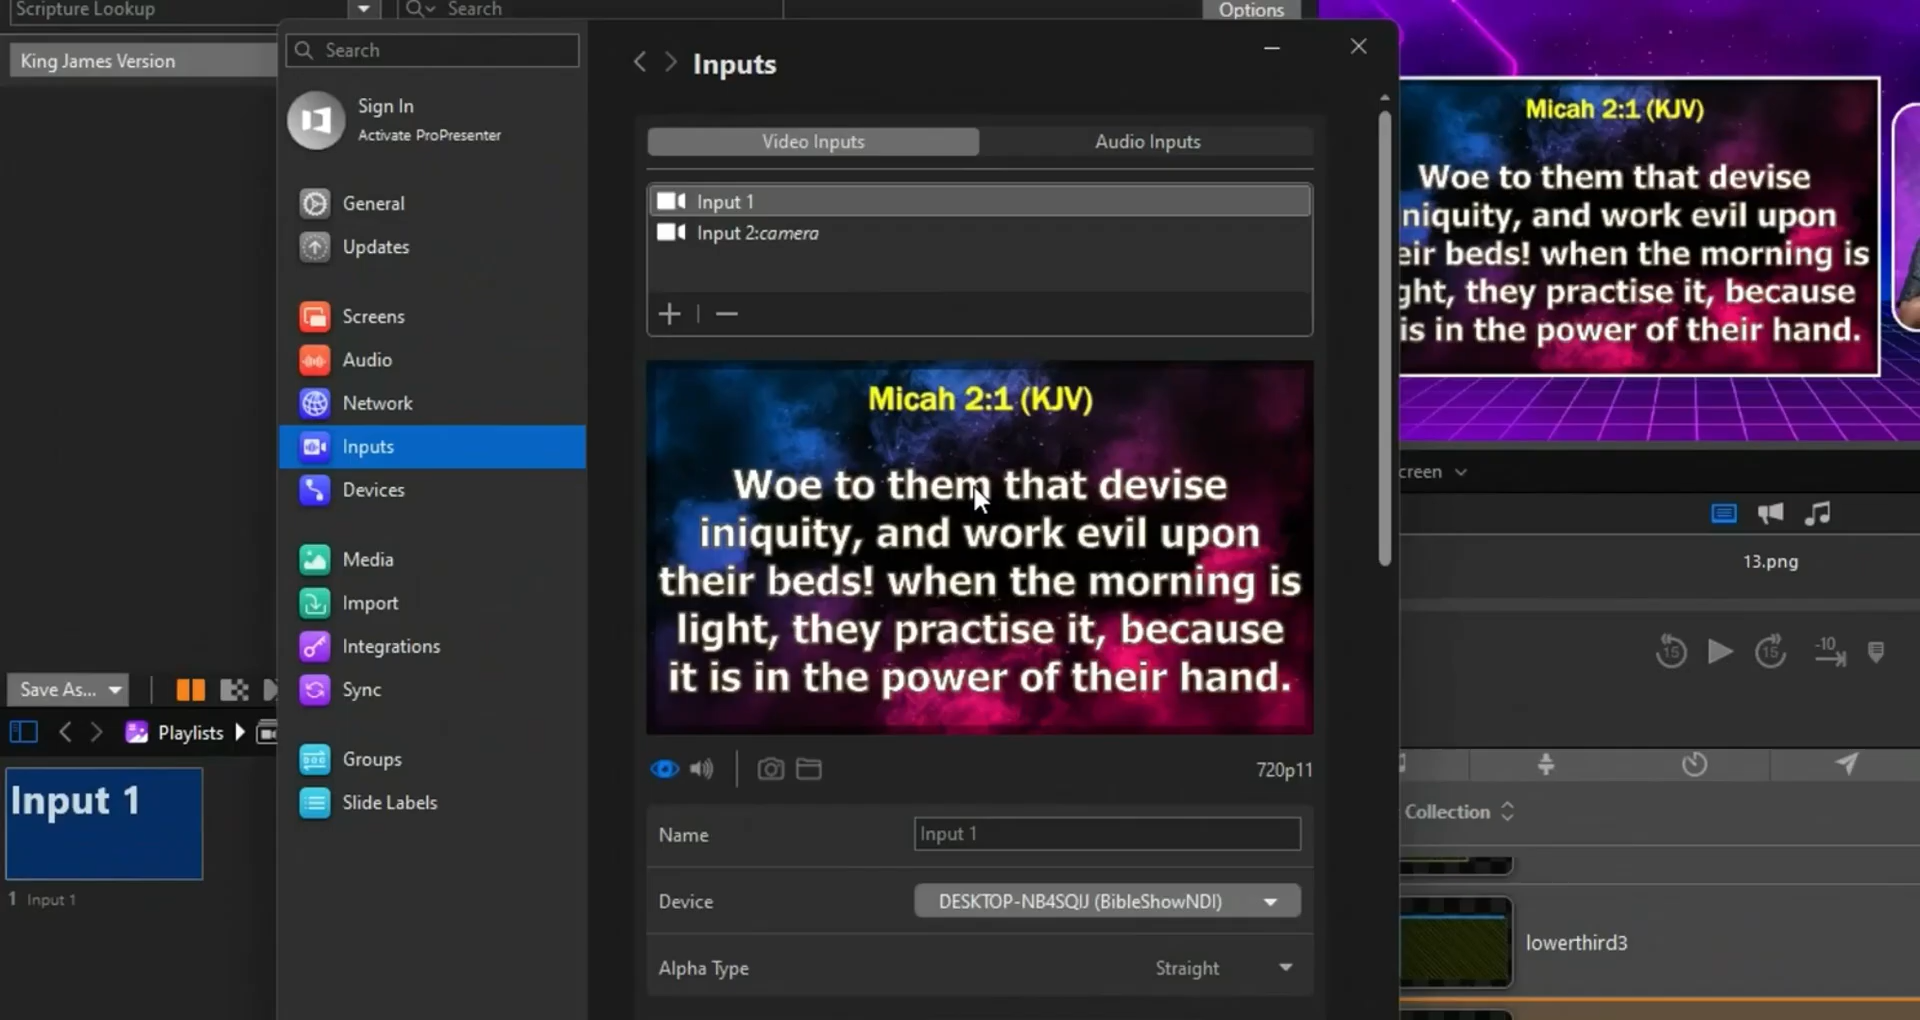 Scripture Lookup
Search
Options
King James Version
Search
Sign In
Activate ProPresenter
General
Updates
Screens
Audio
Network
Inputs
Devices
Media
Import
Integrations
Sync
Groups
Slide Labels
Save As...
Playlists
Input 1
1 Input 1
Inputs
Video Inputs
Audio Inputs
Input 1
Input 2:camera
Micah 2:1 (KJV)
Woe to them that devise
iniquity, and work evil upon
their beds! when the morning is
light, they practise it, because
it is in the power of their hand.
720p11
Name
Input 1
Device
DESKTOP-NB4SQIJ (BibleShowNDI)
Alpha Type
Straight
Micah 2:1 (KJV)
Woe to them that devise
niquity, and work evil upon
eir beds! when the morning is
ght, they practise it, because
is in the power of their hand.
creen
13.png
15
15
-10
Collection
lowerthird3